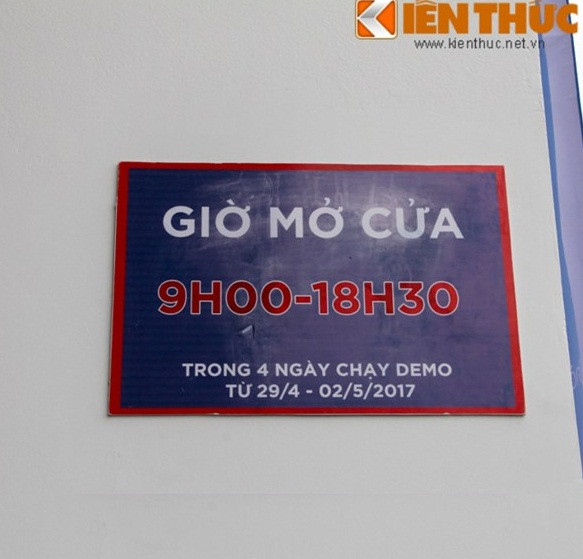 KIẾN THỨC
www.kienthuc.net.vn
GIỜ MỞ CỬA
9H00-18H30
TRONG 4 NGÀY CHẠY DEMO
TỪ 29/4 - 02/5/2017